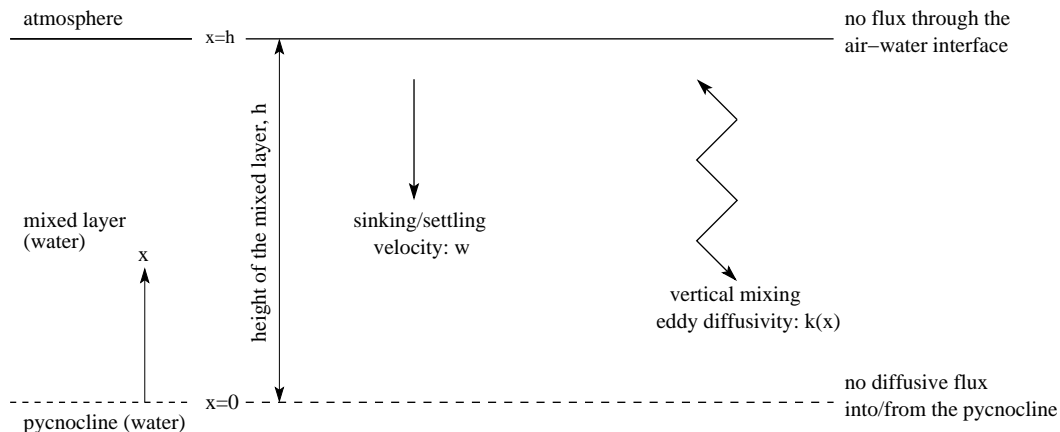 atmosphere
x=h
no flux through the
air−water interface
height of the mixed layer, h
mixed layer
(water)
x
sinking/settling
velocity: w
vertical mixing
eddy diffusivity: k(x)
x=0
pycnocline (water)
no diffusive flux
into/from the pycnocline